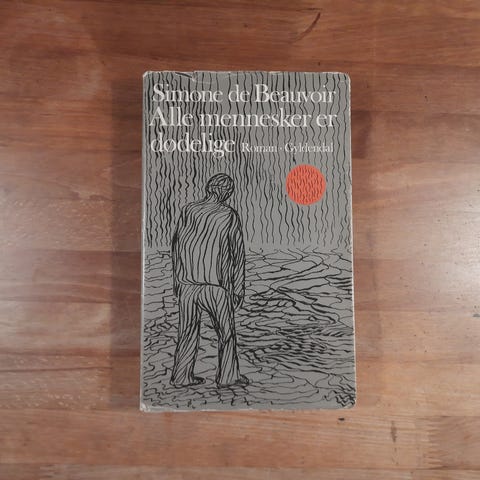 Simone de Beauvoir
Alle mennesker er
dødelige Roman · Gyldendal